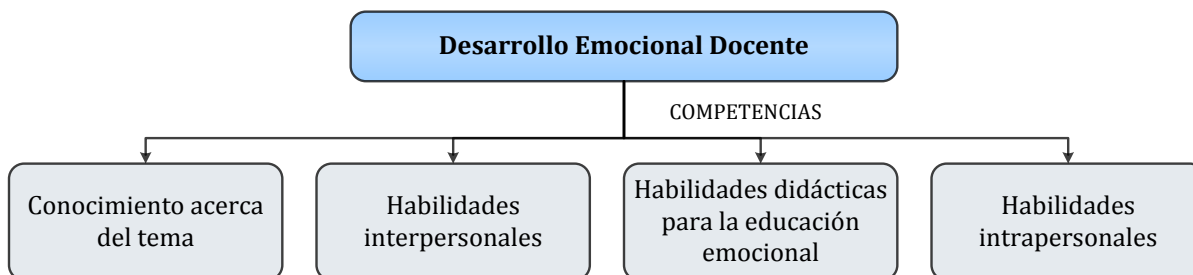 Desarrollo Emocional Docente
COMPETENCIAS
Conocimiento acerca
del tema
Habilidades
interpersonales
Habilidades didácticas
para la educación
emocional
Habilidades
intrapersonales